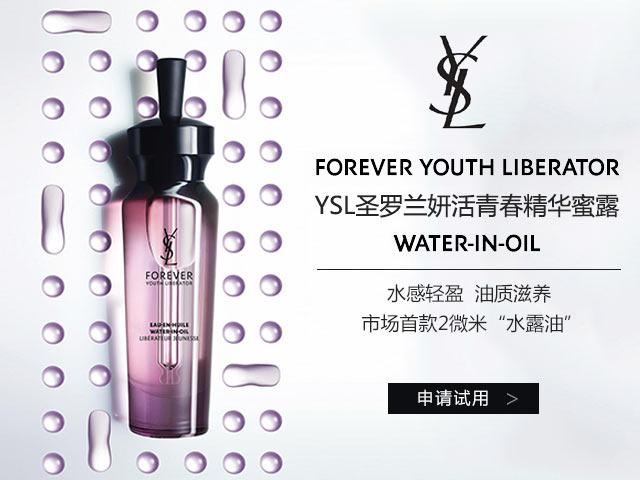 YSL
FOREVER YOUTH LIBERATOR
YSL圣罗兰妍活青春精华蜜露
WATER-IN-OIL
水感轻盈 油质滋养
市场首款2微米“水露油”
申请试用 >
YSL
FOREVER
YOUTH LIBERATOR
EAU-EN-HUILE
WATER-IN-OIL
LIBÉRATEUR JEUNESSE